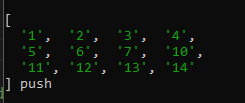 [
'1', '2', '3', '4',
'5', '6', '7', '10',
'11', '12', '13', '14'
] push